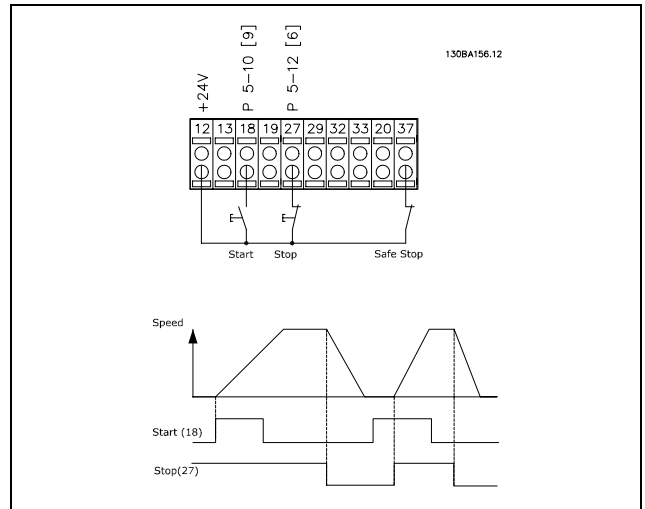 130BA156.12
+24V
P 5-10 [9]
P 5-12 [6]
12 13 18 19 27 29 32 33 20 37
Start Stop Safe Stop
Speed
Start (18)
Stop(27)